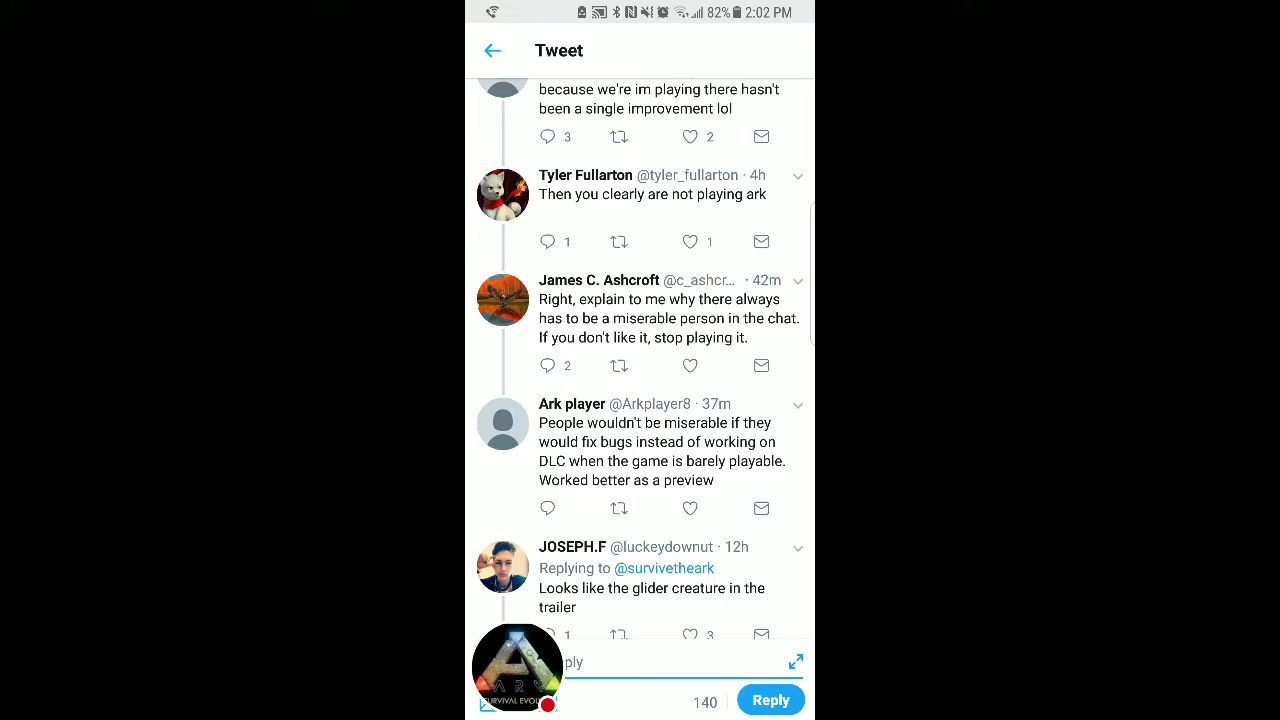 82% 2:02 PM
Tweet
because we're im playing there hasn't
been a single improvement lol
3 2
Tyler Fullarton @tyler_fullarton · 4h
Then you clearly are not playing ark
1 1
James C. Ashcroft @c_ashcr... · 42m
Right, explain to me why there always
has to be a miserable person in the chat.
If you don't like it, stop playing it.
2
Ark player @Arkplayer8 · 37m
People wouldn't be miserable if they
would fix bugs instead of working on
DLC when the game is barely playable.
Worked better as a preview
JOSEPH.F @luckeydownut · 12h
Replying to @survivetheark
Looks like the glider creature in the
trailer
1 3
ply
ARK
SURVIVAL EVOL
140 Reply